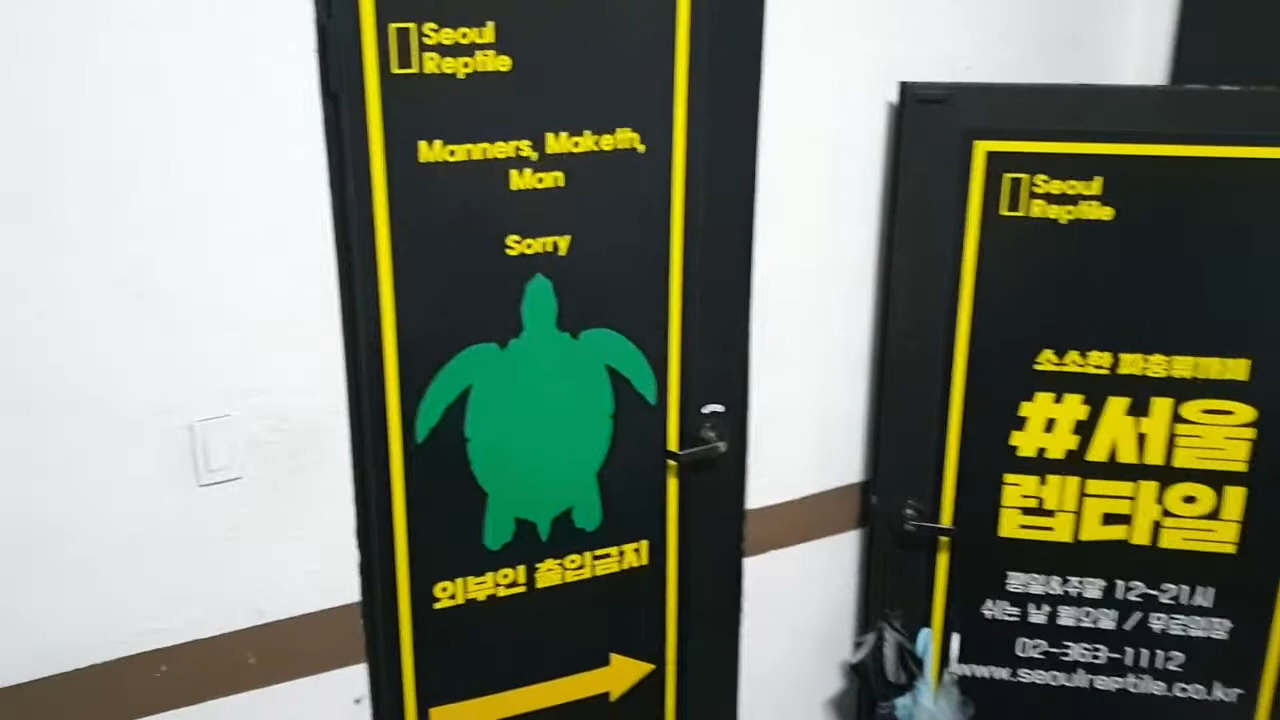 Seoul
Reptile
Manners, Maketh,
Man
Sorry
외부인 출입금지
Seoul
Reptile
소소한 파충류카페
#서울
렙타일
평일&주말 12-21시
쉬는 날 월요일 / 무료입장
02-363-1112
www.seoulreptile.co.kr